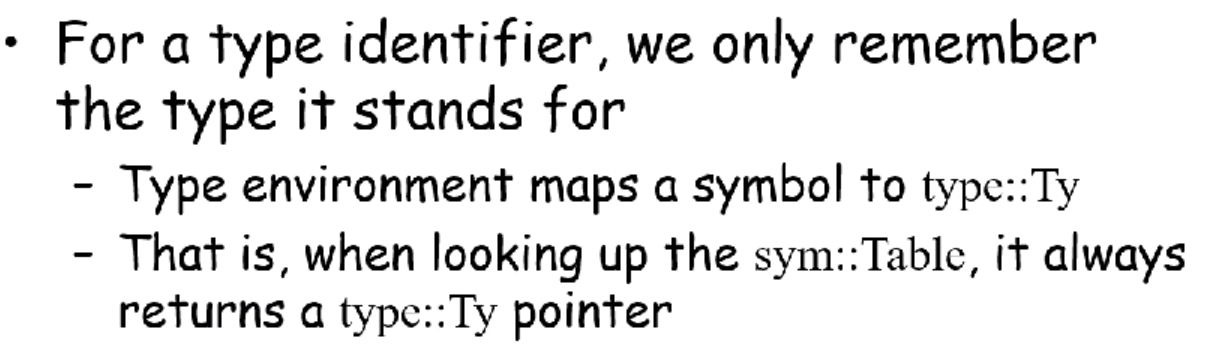 • For a type identifier, we only remember
the type it stands for
– Type environment maps a symbol to type::Ty
– That is, when looking up the sym::Table, it always
returns a type::Ty pointer